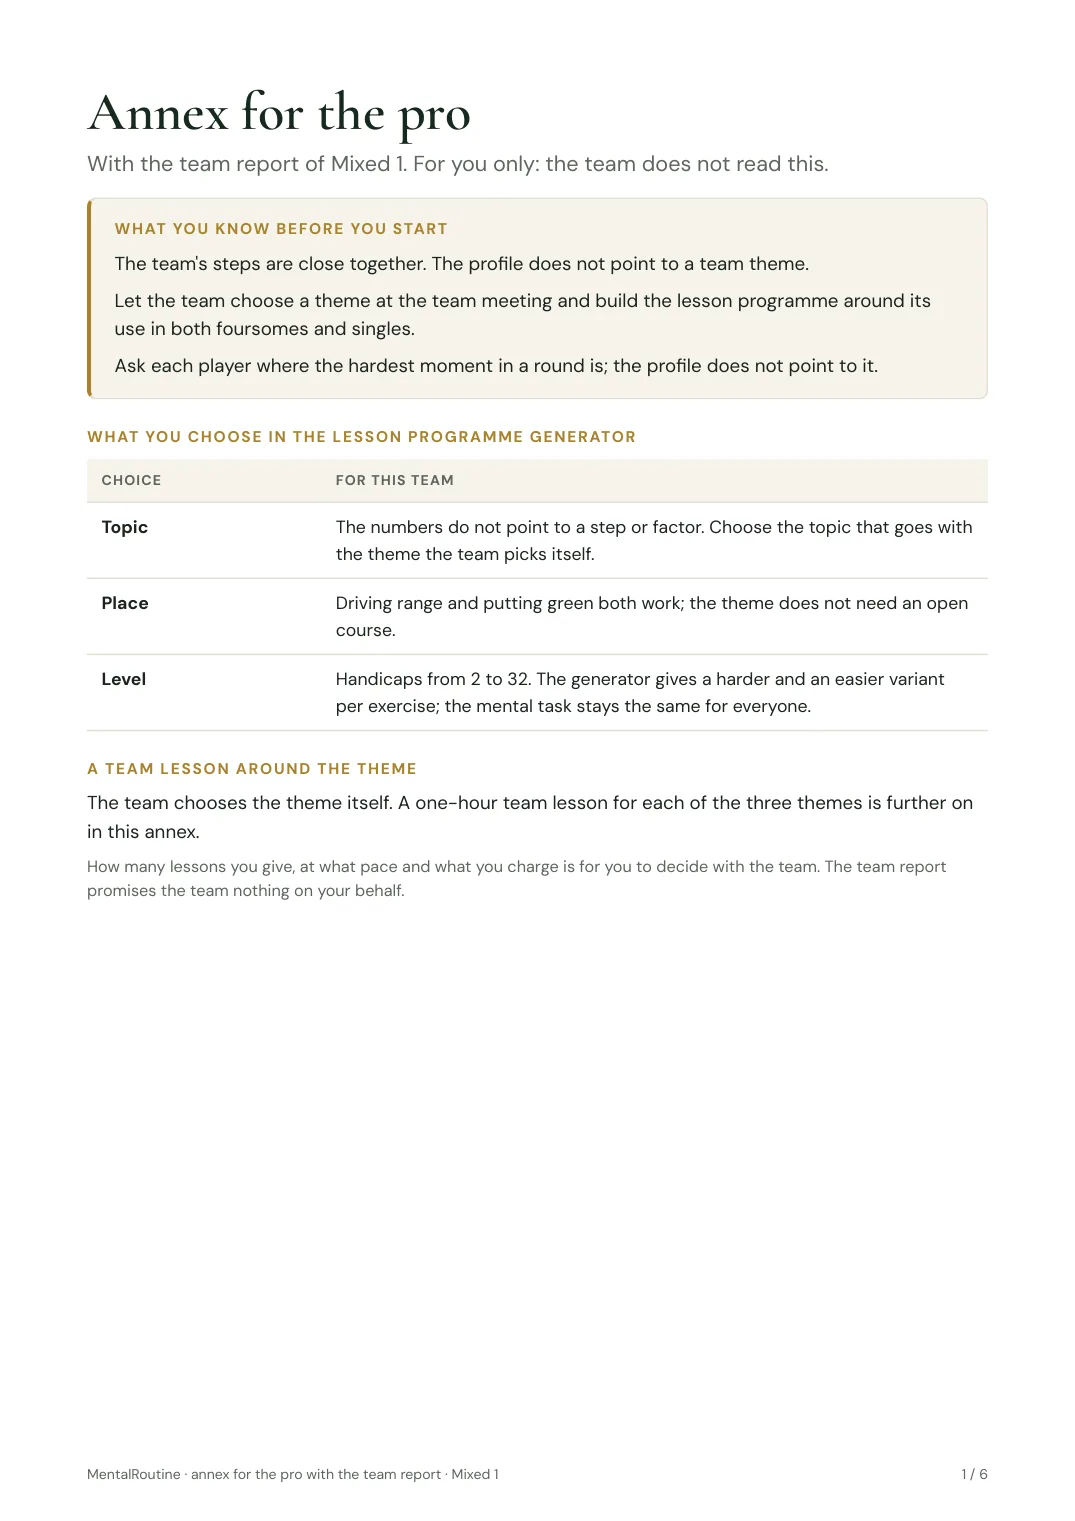 Annex for the pro
With the team report of Mixed 1. For you only: the team does not read this.
WHAT YOU KNOW BEFORE YOU START
The team's steps are close together. The profile does not point to a team theme.
Let the team choose a theme at the team meeting and build the lesson programme around its
use in both foursomes and singles.
Ask each player where the hardest moment in a round is; the profile does not point to it.
WHAT YOU CHOOSE IN THE LESSON PROGRAMME GENERATOR
CHOICE FOR THIS TEAM
Topic The numbers do not point to a step or factor. Choose the topic that goes with
the theme the team picks itself.
Place Driving range and putting green both work; the theme does not need an open
course.
Level Handicaps from 2 to 32. The generator gives a harder and an easier variant
per exercise; the mental task stays the same for everyone.
A TEAM LESSON AROUND THE THEME
The team chooses the theme itself. A one-hour team lesson for each of the three themes is further on
in this annex.
How many lessons you give, at what pace and what you charge is for you to decide with the team. The team report
promises the team nothing on your behalf.
MentalRoutine · annex for the pro with the team report · Mixed 1 1 / 6